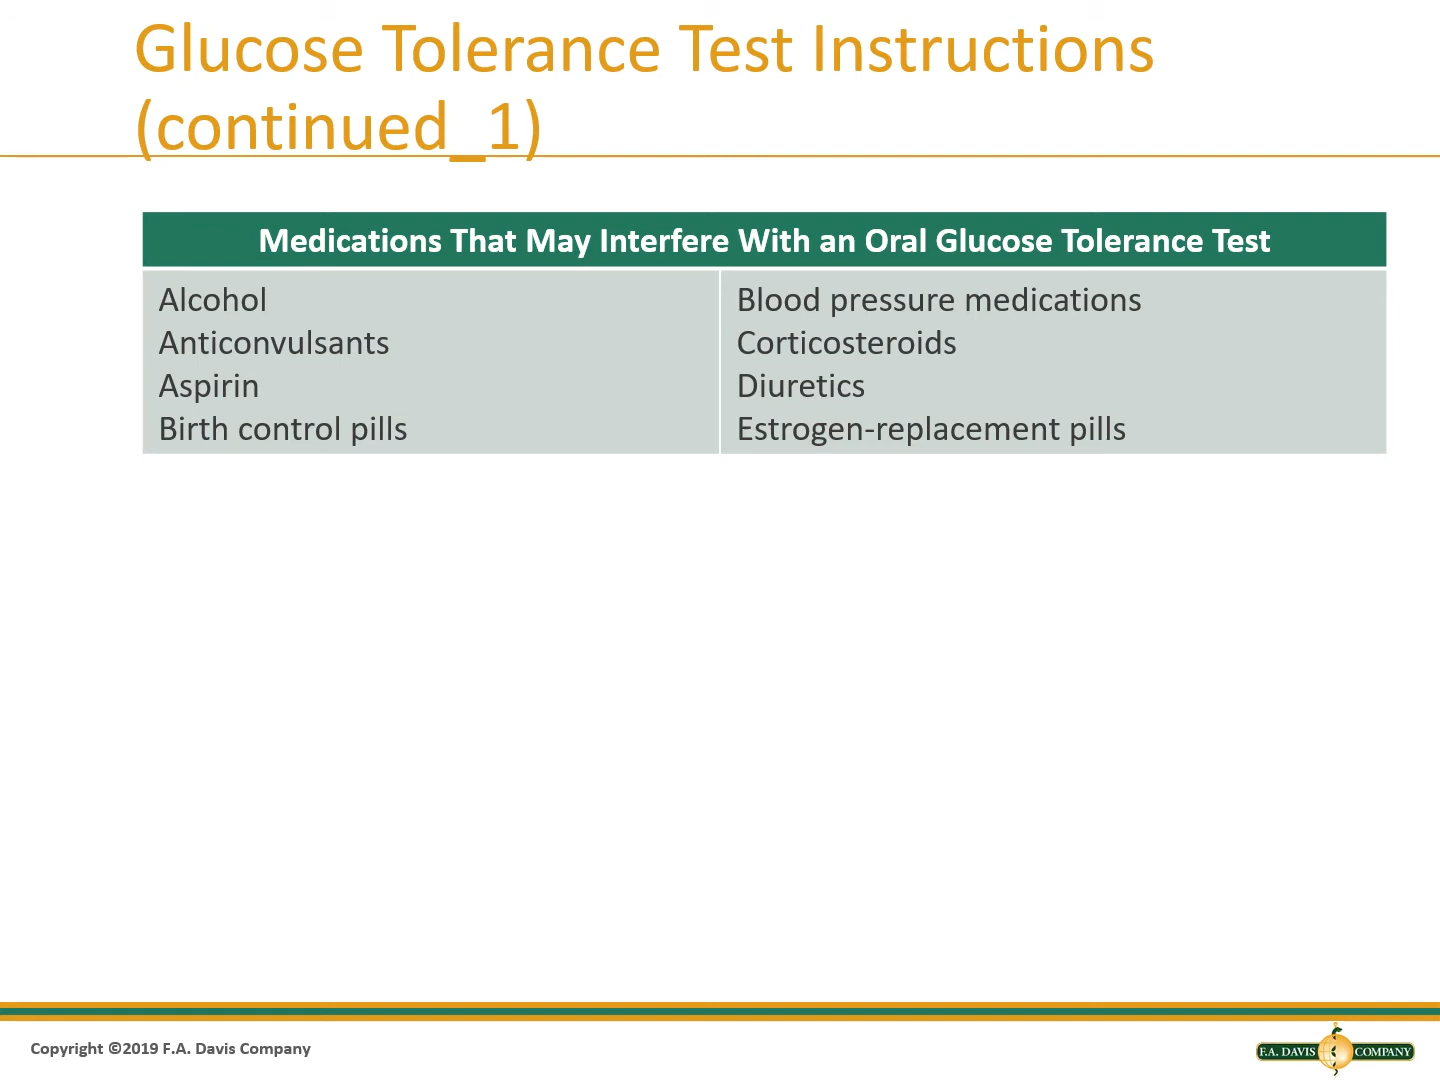 Glucose Tolerance Test Instructions
(continued_1)
Medications That May Interfere With an Oral Glucose Tolerance Test
Alcohol
Anticonvulsants
Aspirin
Birth control pills
Blood pressure medications
Corticosteroids
Diuretics
Estrogen-replacement pills
Copyright ©2019 F.A. Davis Company
F.A. DAVIS COMPANY